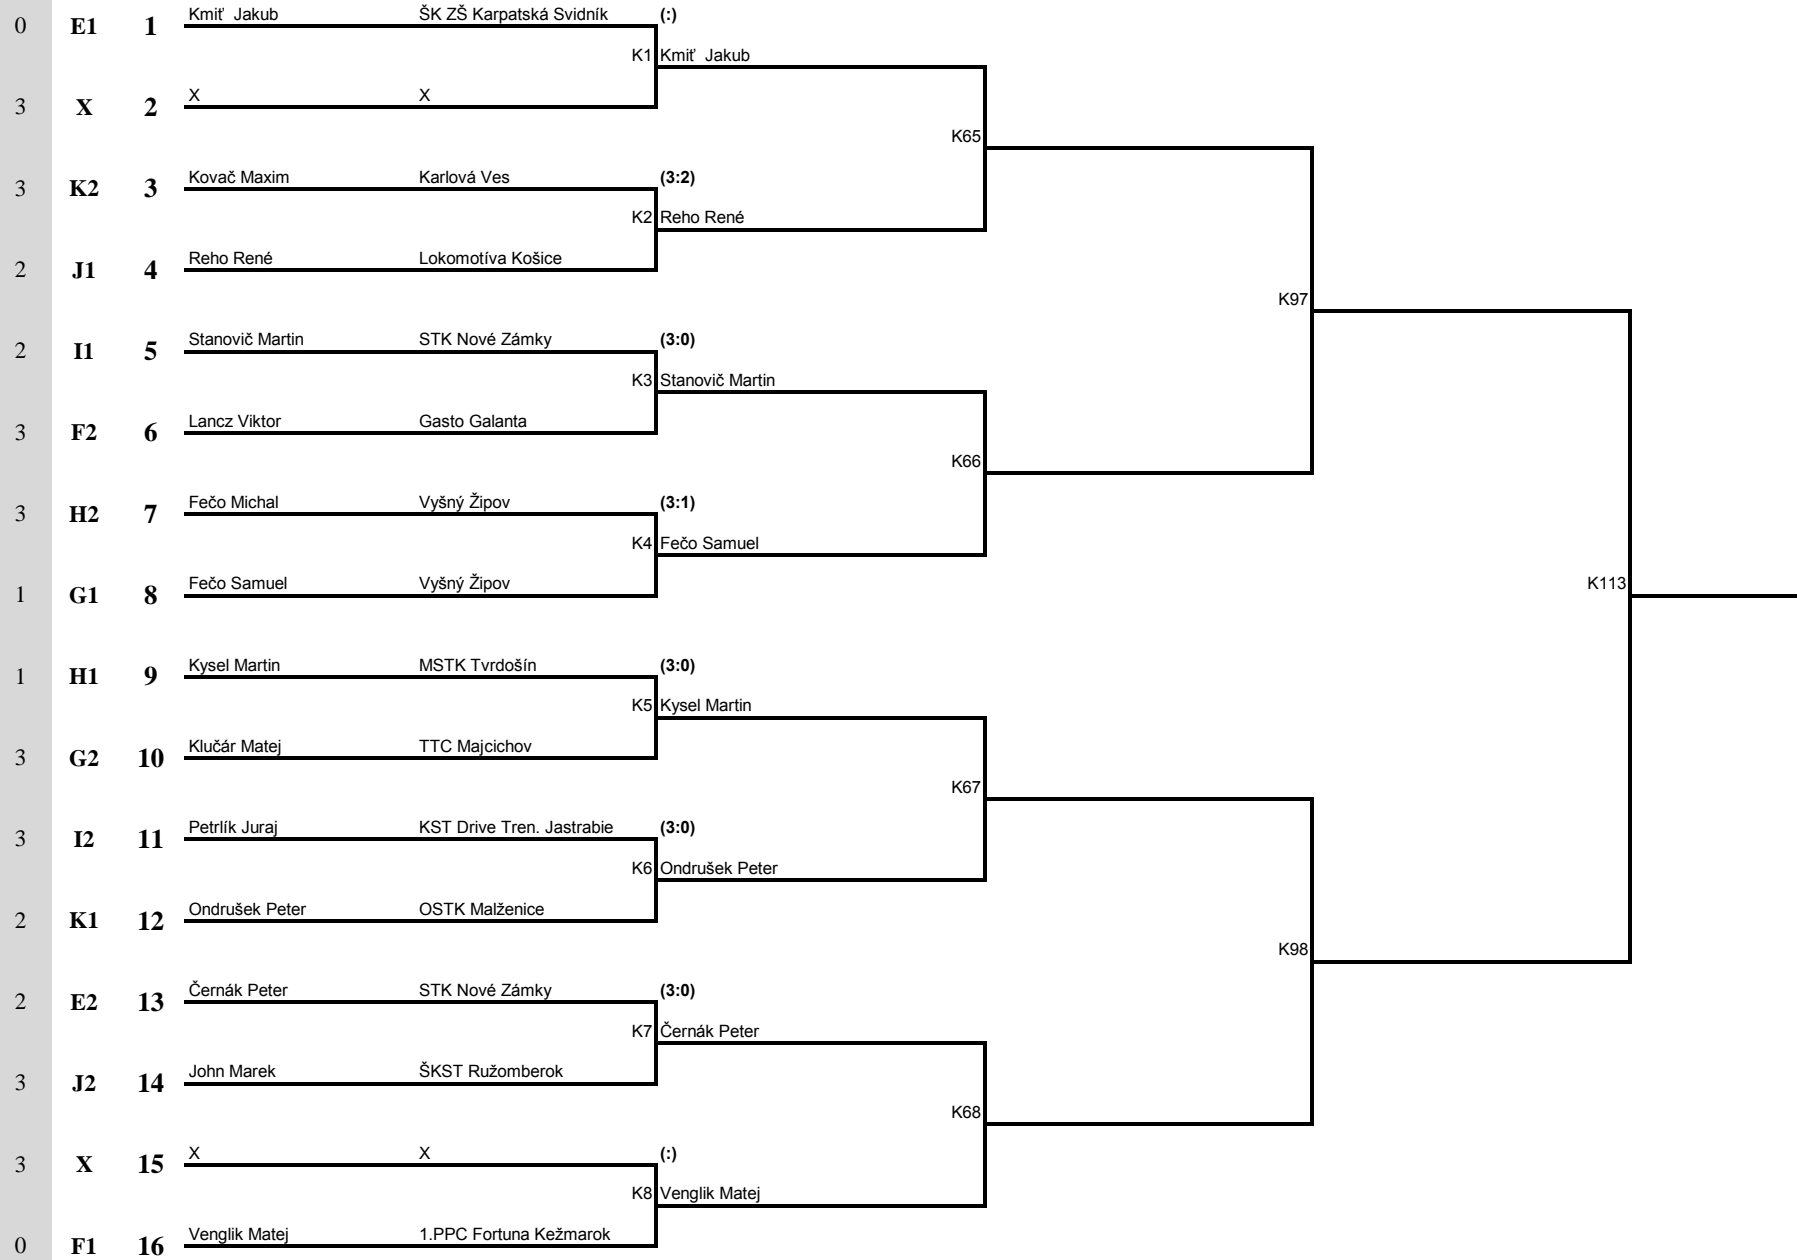 0 E1 1 Kmiť Jakub ŠK ZŠ Karpatská Svidník (:)
K1 Kmiť Jakub
3 X 2 X X
K65
3 K2 3 Kovač Maxim Karlová Ves (3:2)
K2 Reho René
2 J1 4 Reho René Lokomotíva Košice
K97
2 I1 5 Stanovič Martin STK Nové Zámky (3:0)
K3 Stanovič Martin
3 F2 6 Lancz Viktor Gasto Galanta
K66
3 H2 7 Fečo Michal Vyšný Žipov (3:1)
K4 Fečo Samuel
1 G1 8 Fečo Samuel Vyšný Žipov
K113
1 H1 9 Kysel Martin MSTK Tvrdošín (3:0)
K5 Kysel Martin
3 G2 10 Klučár Matej TTC Majcichov
K67
3 I2 11 Petrlík Juraj KST Drive Tren. Jastrabie (3:0)
K6 Ondrušek Peter
2 K1 12 Ondrušek Peter OSTK Malženice
K98
2 E2 13 Černák Peter STK Nové Zámky (3:0)
K7 Černák Peter
3 J2 14 John Marek ŠKST Ružomberok
K68
3 X 15 X X (:)
K8 Venglik Matej
0 F1 16 Venglik Matej 1.PPC Fortuna Kežmarok